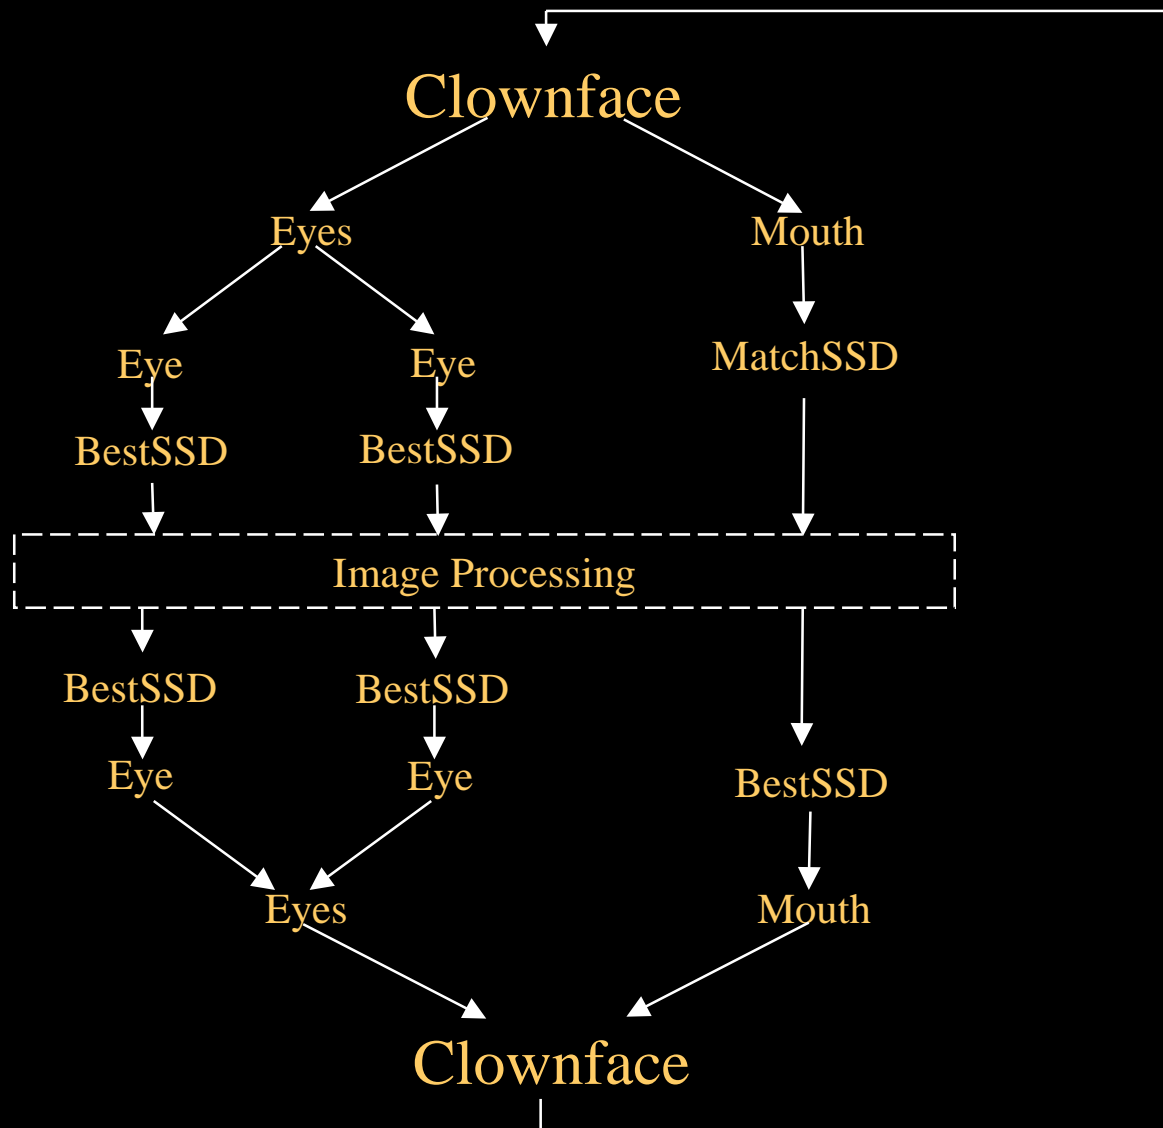 Clownface
Eyes
Mouth
Eye
Eye
MatchSSD
BestSSD
BestSSD
Image Processing
BestSSD
BestSSD
Eye
Eye
BestSSD
Eyes
Mouth
Clownface